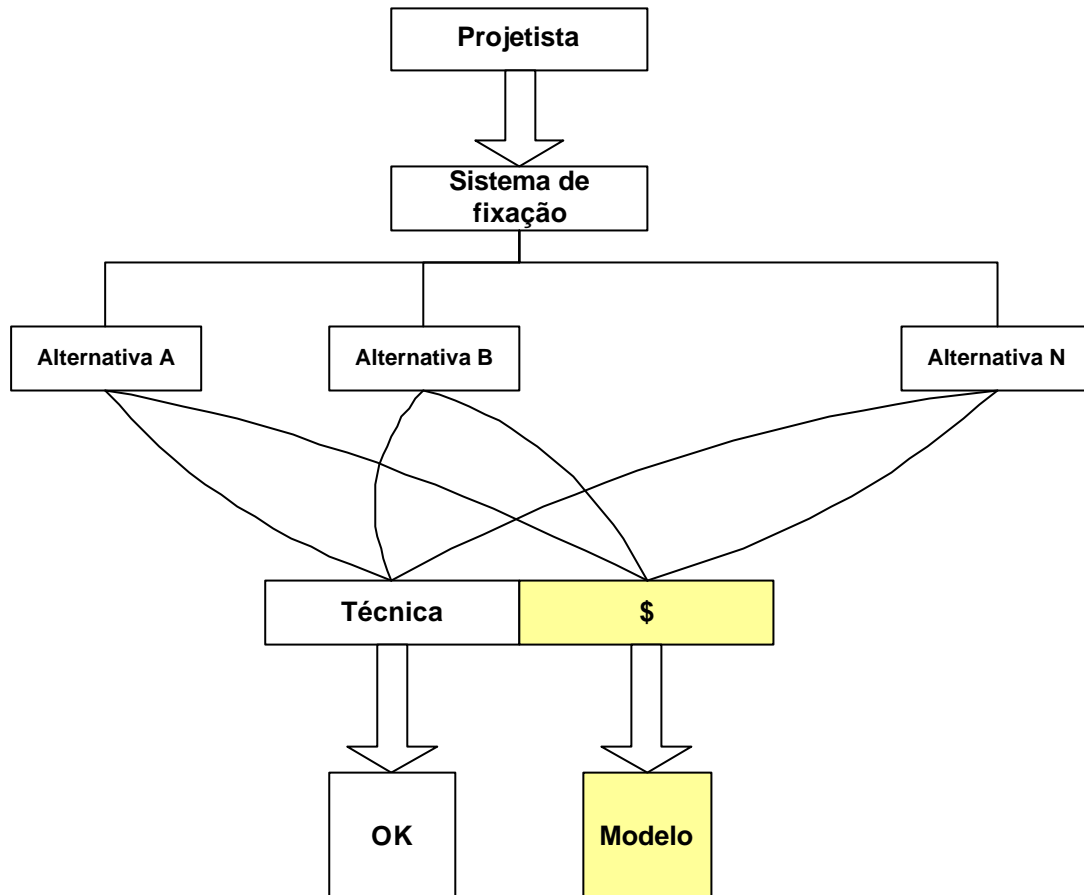 Projetista
Sistema de
fixação
Alternativa A
Alternativa B
Alternativa N
Técnica
$
OK
Modelo